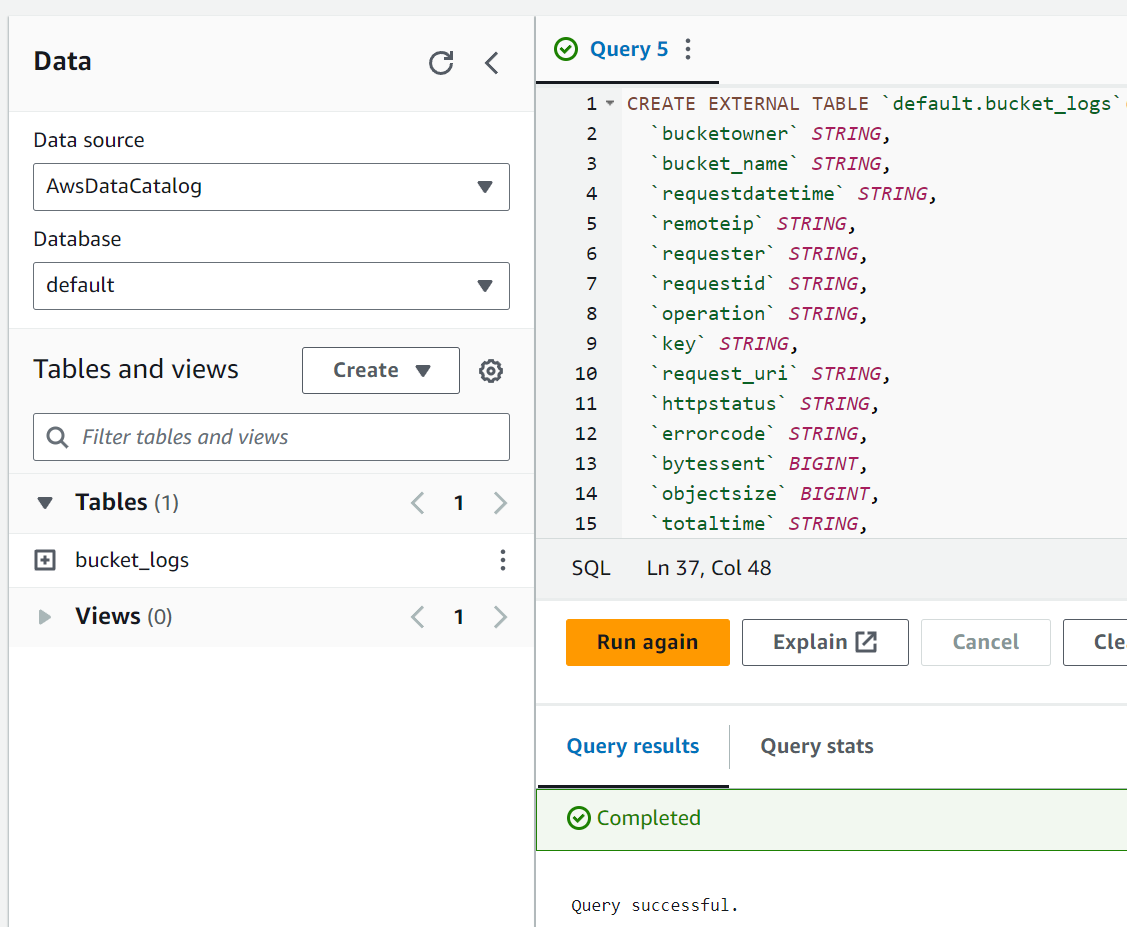 Data
Data source
AwsDataCatalog
Database
default
Tables and views
Create
Filter tables and views
Tables (1)
1
bucket_logs
Views (0)
1
Query 5
1 CREATE EXTERNAL TABLE `default.bucket_logs`(
2 `bucketowner` STRING,
3 `bucket_name` STRING,
4 `requestdatetime` STRING,
5 `remoteip` STRING,
6 `requester` STRING,
7 `requestid` STRING,
8 `operation` STRING,
9 `key` STRING,
10 `request_uri` STRING,
11 `httpstatus` STRING,
12 `errorcode` STRING,
13 `bytessent` BIGINT,
14 `objectsize` BIGINT,
15 `totaltime` STRING,
SQL Ln 37, Col 48
Run again Explain Cancel Cle
Query results Query stats
Completed
Query successful.